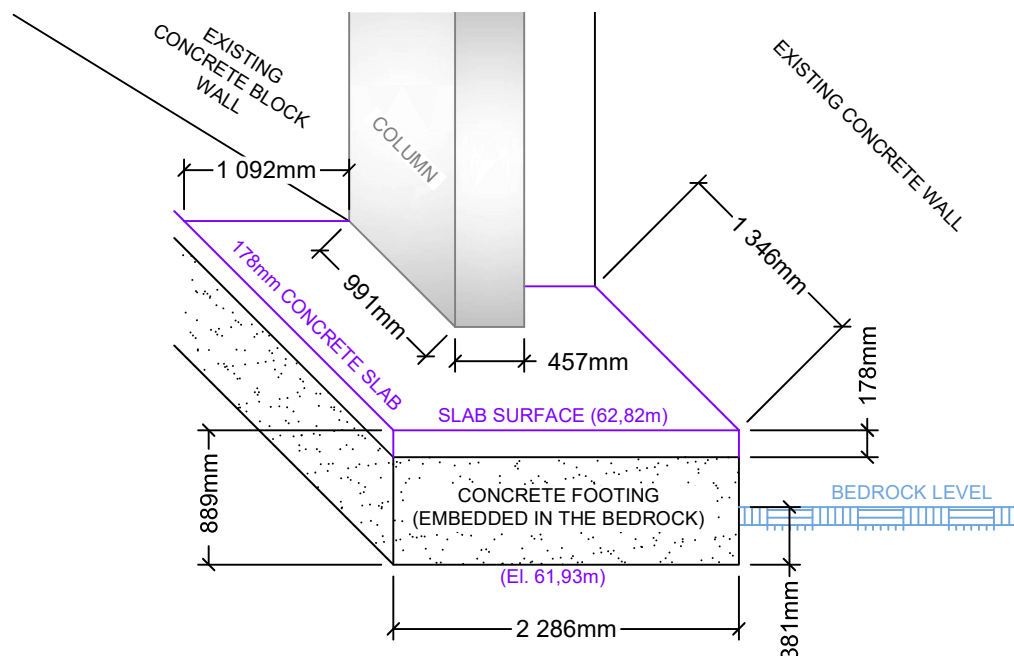 EXISTING
CONCRETE BLOCK
WALL
EXISTING CONCRETE WALL
COLUMN
1 092mm
1 346mm
991mm
178mm CONCRETE SLAB
457mm
178mm
SLAB SURFACE (62,82m)
889mm
CONCRETE FOOTING
(EMBEDDED IN THE BEDROCK)
BEDROCK LEVEL
(El. 61,93m)
381mm
2 286mm